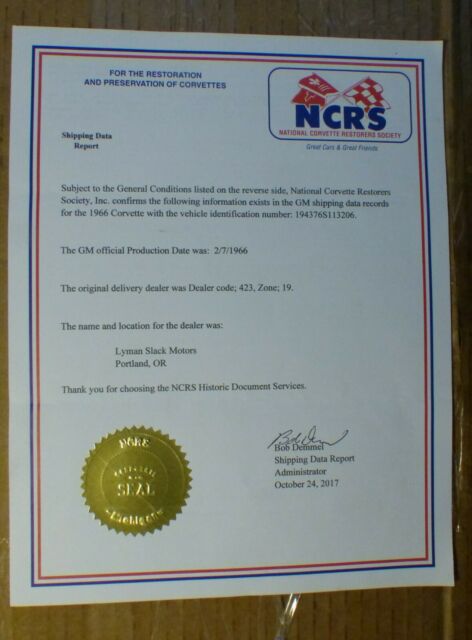 FOR THE RESTORATION
AND PRESERVATION OF CORVETTES
NCRS
NATIONAL CORVETTE RESTORERS SOCIETY
Great Cars & Great Friends
Shipping Data
Report
Subject to the General Conditions listed on the reverse side, National Corvette Restorers
Society, Inc. confirms the following information exists in the GM shipping data records
for the 1966 Corvette with the vehicle identification number: 194376S113206.
The GM official Production Date was: 2/7/1966
The original delivery dealer was Dealer code; 423, Zone; 19.
The name and location for the dealer was:
Lyman Slack Motors
Portland, OR
Thank you for choosing the NCRS Historic Document Services.
Bob Demmel
Shipping Data Report
Administrator
October 24, 2017
SEAL